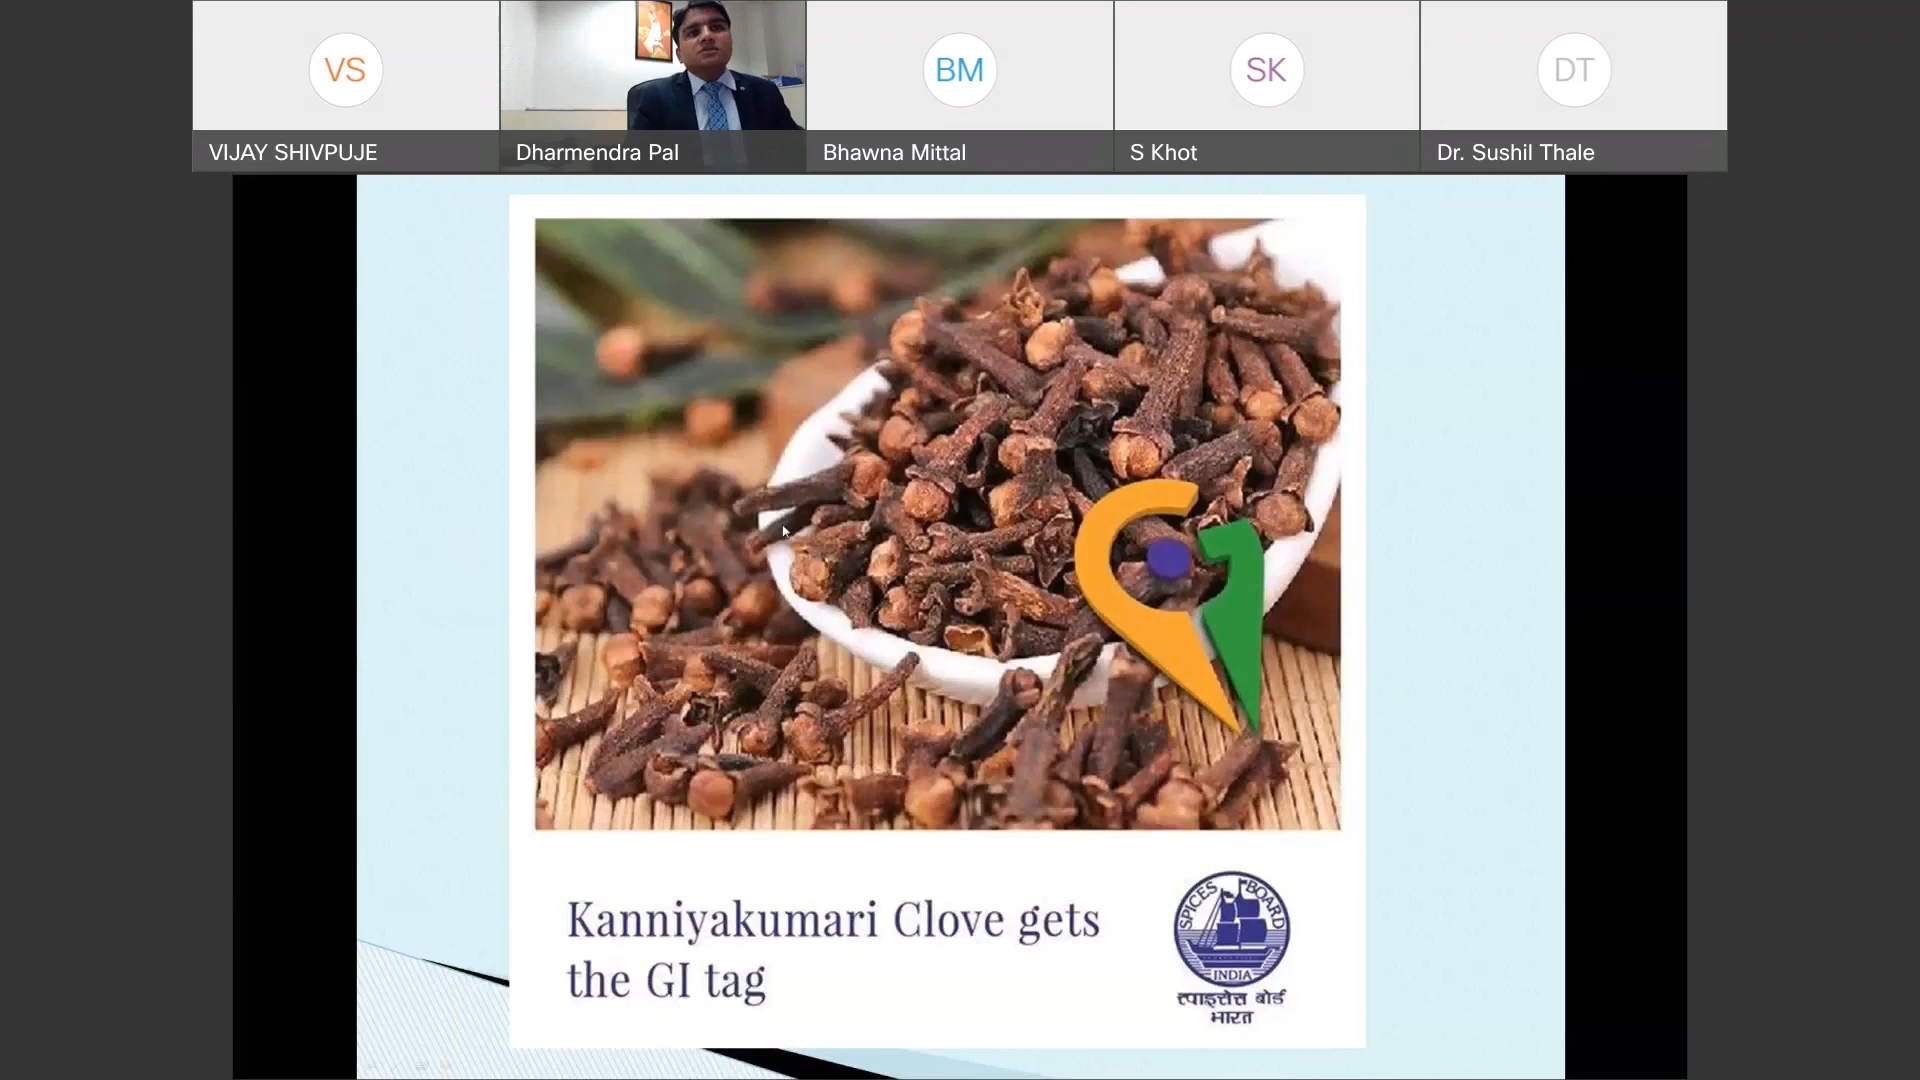 VS
BM
SK
DT
VIJAY SHIVPUJE
Dharmendra Pal
Bhawna Mittal
S Khot
Dr. Sushil Thale
Kanniyakumari Clove gets
the GI tag
SPICES BOARD
INDIA
स्पाइसेस बोर्ड
भारत